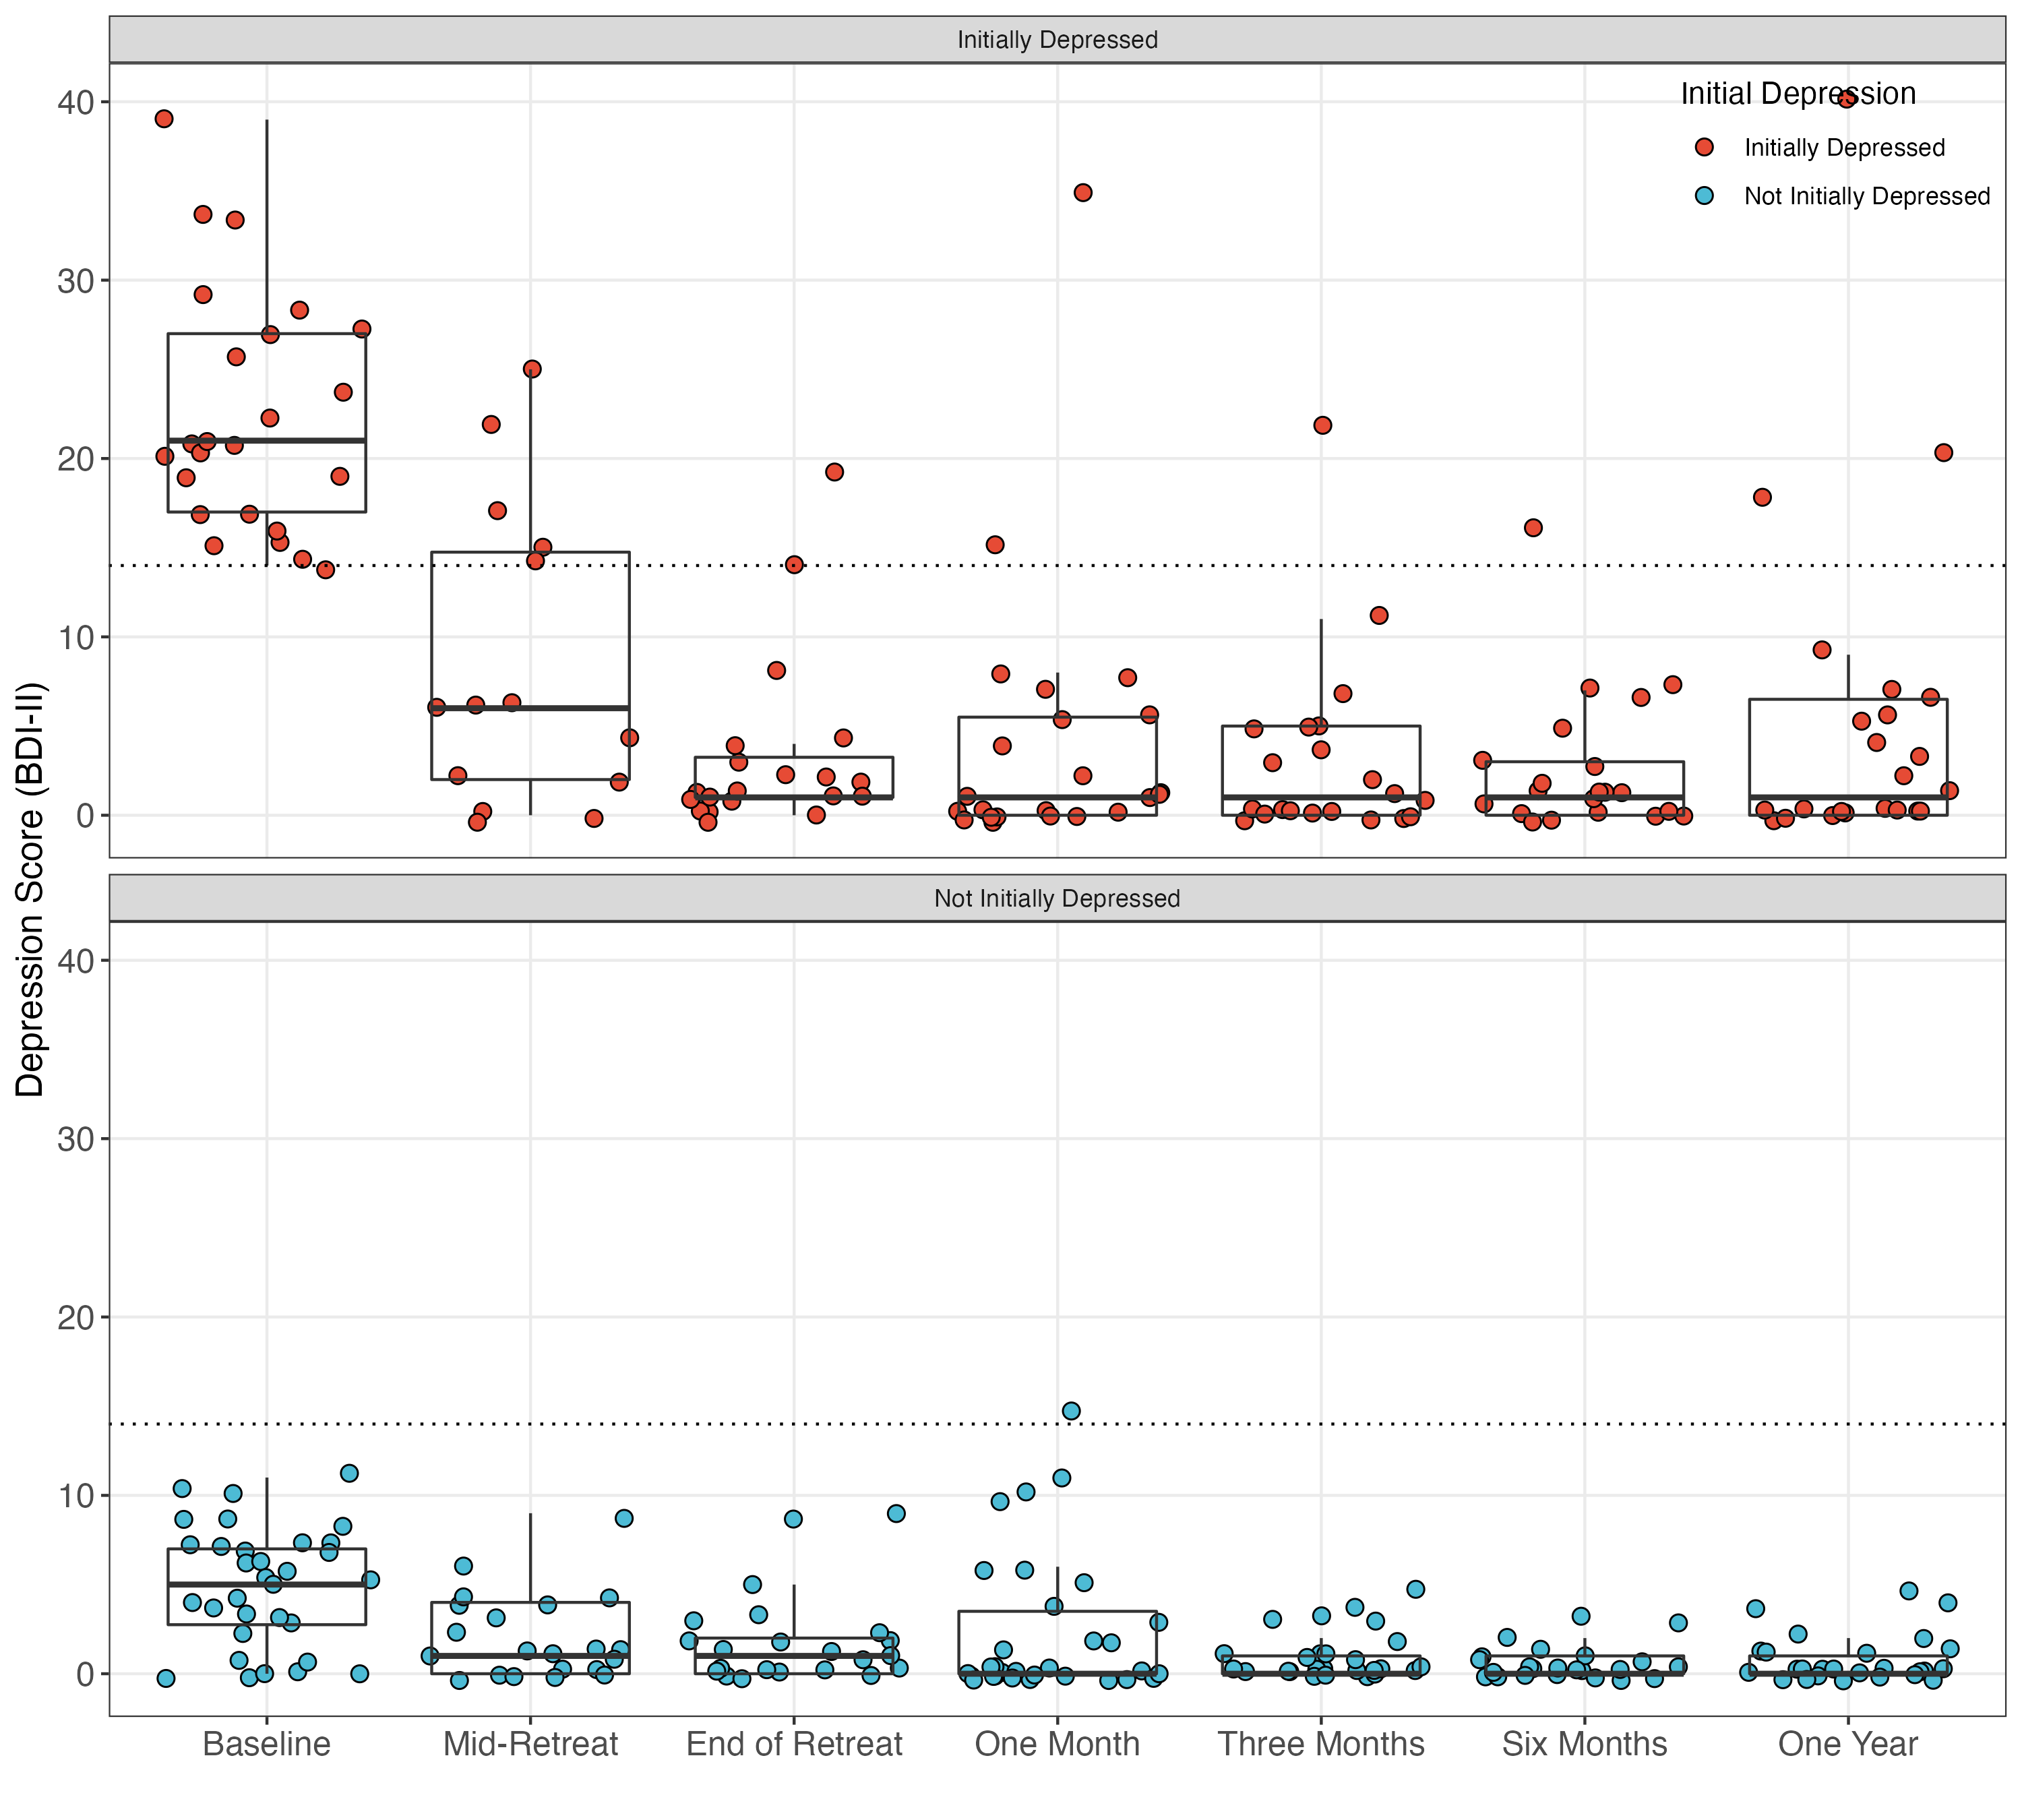 Initially Depressed
Initial Depression
Initially Depressed
Not Initially Depressed
40
30
20
10
0
Depression Score (BDI-II)
Not Initially Depressed
40
30
20
10
0
Baseline
Mid-Retreat
End of Retreat
One Month
Three Months
Six Months
One Year